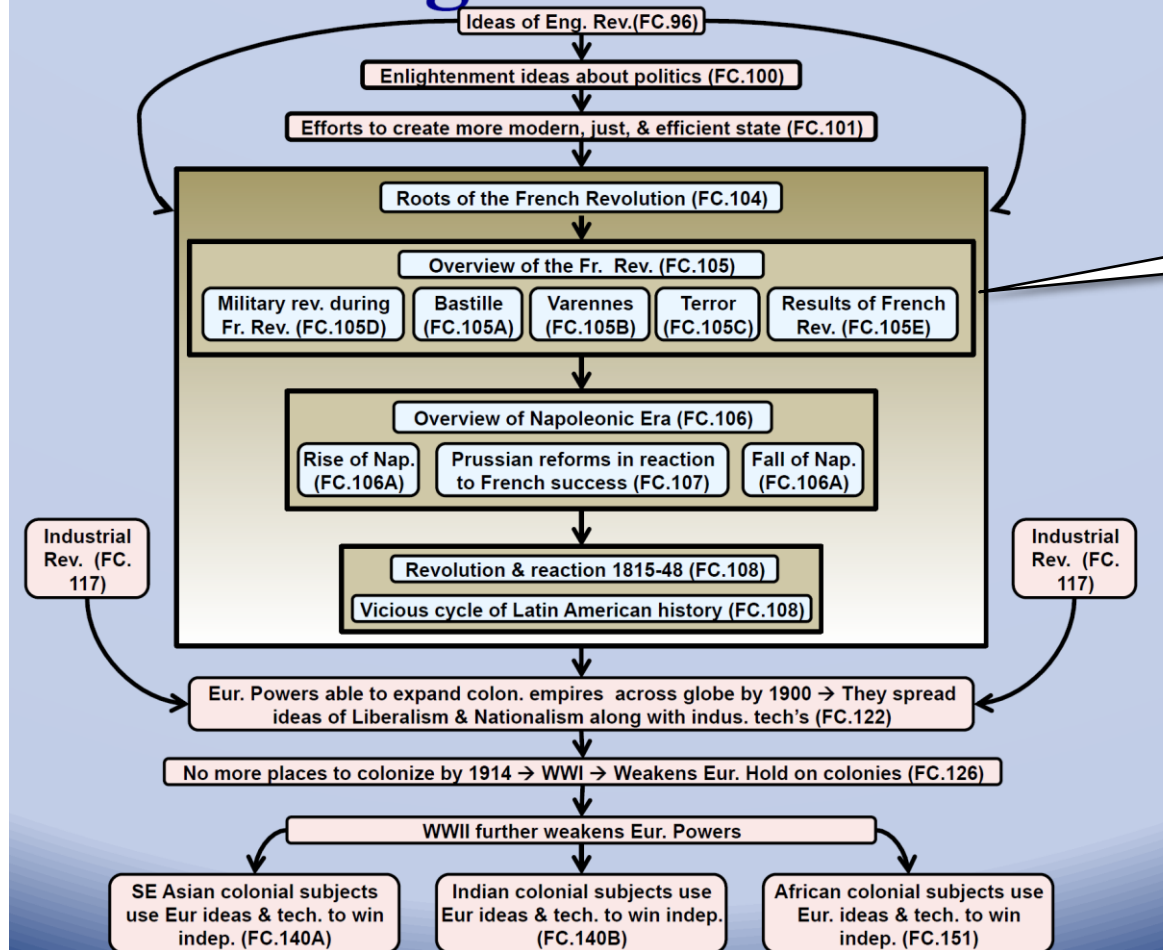 Ideas of Eng. Rev.(FC.96)
Enlightenment ideas about politics (FC.100)
Efforts to create more modern, just, & efficient state (FC.101)
Roots of the French Revolution (FC.104)
Overview of the Fr. Rev. (FC.105)
Military rev. during
Fr. Rev. (FC.105D)
Bastille
(FC.105A)
Varennes
(FC.105B)
Terror
(FC.105C)
Results of French
Rev. (FC.105E)
Overview of Napoleonic Era (FC.106)
Rise of Nap.
(FC.106A)
Prussian reforms in reaction
to French success (FC.107)
Fall of Nap.
(FC.106A)
Industrial
Rev. (FC.
117)
Industrial
Rev. (FC.
117)
Revolution & reaction 1815-48 (FC.108)
Vicious cycle of Latin American history (FC.108)
Eur. Powers able to expand colon. empires across globe by 1900 → They spread
ideas of Liberalism & Nationalism along with indus. tech's (FC.122)
No more places to colonize by 1914 → WWI → Weakens Eur. Hold on colonies (FC.126)
WWII further weakens Eur. Powers
SE Asian colonial subjects
use Eur ideas & tech. to win
indep. (FC.140A)
Indian colonial subjects use
Eur ideas & tech. to win indep.
(FC.140B)
African colonial subjects use
Eur. ideas & tech. to win
indep. (FC.151)